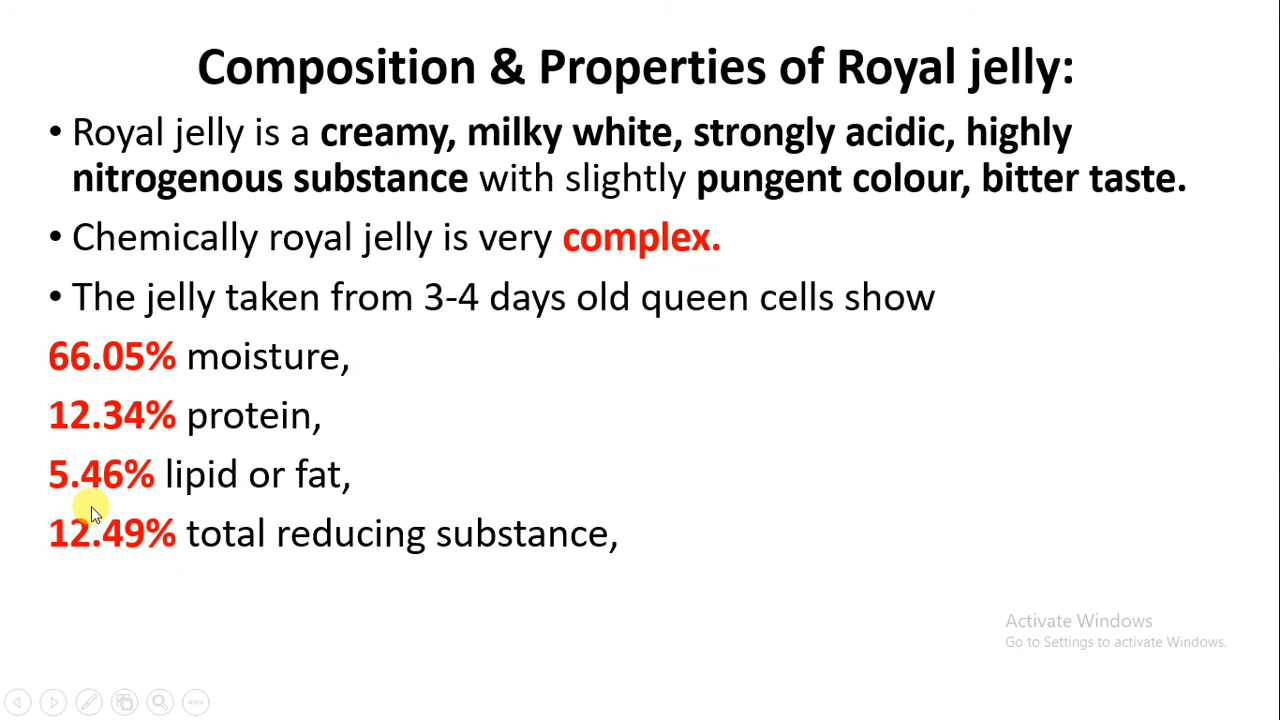 Composition & Properties of Royal jelly:
• Royal jelly is a creamy, milky white, strongly acidic, highly
nitrogenous substance with slightly pungent colour, bitter taste.
• Chemically royal jelly is very complex.
• The jelly taken from 3-4 days old queen cells show
66.05% moisture,
12.34% protein,
5.46% lipid or fat,
12.49% total reducing substance,
Activate Windows
Go to Settings to activate Windows.